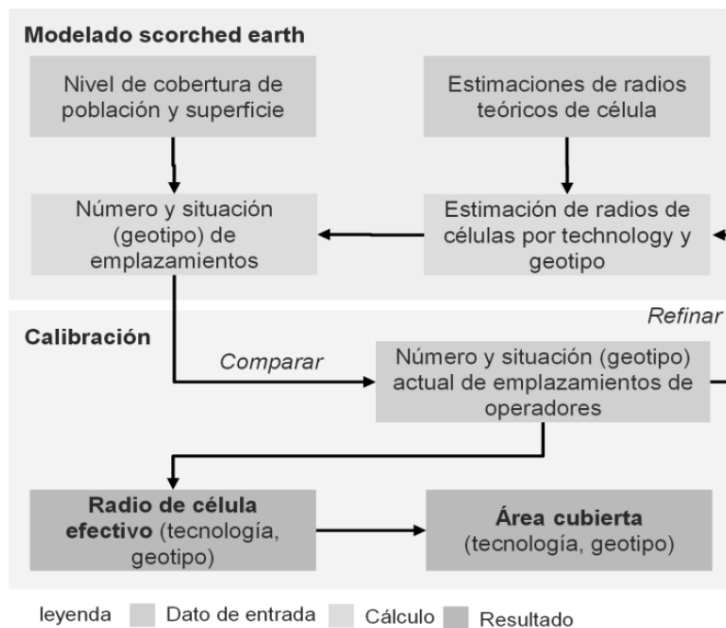 Modelado scorched earth
Nivel de cobertura de
población y superficie
Estimaciones de radios
teóricos de célula
Número y situación
(geotipo) de
emplazamientos
Estimación de radios de
células por technology y
geotipo
Refinar
Calibración
Comparar
Número y situación (geotipo)
actual de emplazamientos de
operadores
Radio de célula
efectivo (tecnología,
geotipo)
Área cubierta
(tecnología, geotipo)
leyenda Dato de entrada Cálculo Resultado